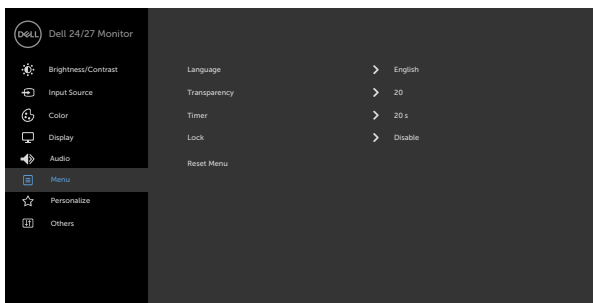 DELL Dell 24/27 Monitor
Brightness/Contrast
Input Source
Color
Display
Audio
Menu
Personalize
Others
Language English
Transparency 20
Timer 20 s
Lock Disable
Reset Menu